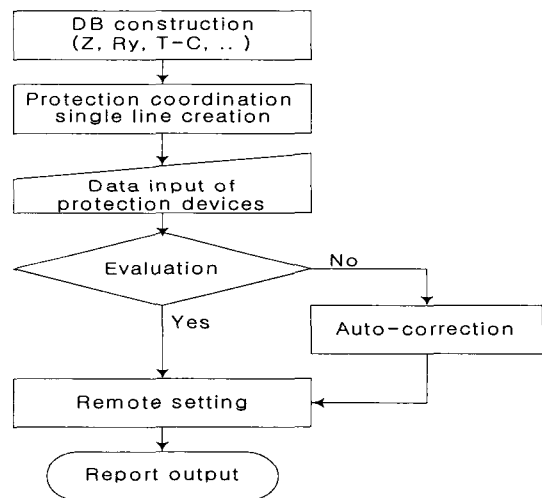 DB construction
(Z, Ry, T-C, .. )
Protection coordination
single line creation
Data input of
protection devices
Evaluation
No
Yes
Auto-correction
Remote setting
Report output